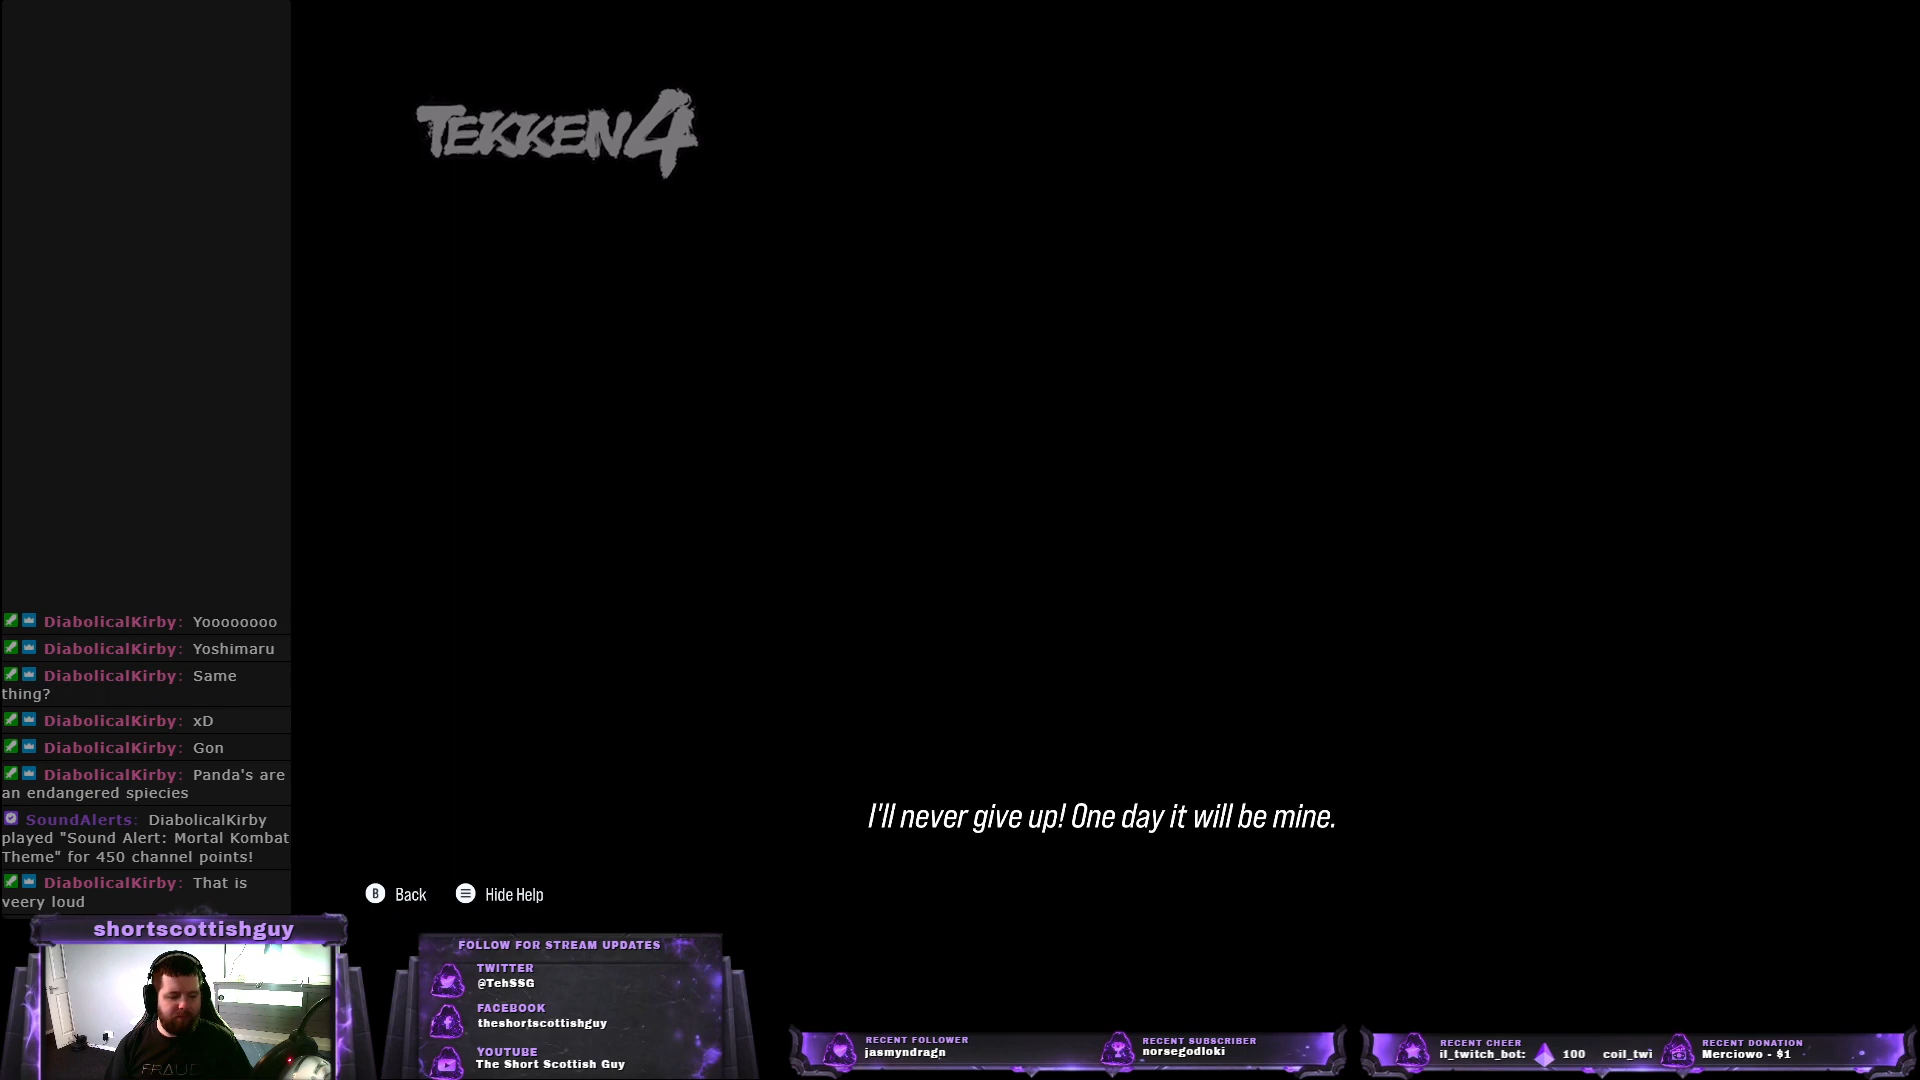 TEKKEN 4
DiabolicalKirby: Yoooooooo
DiabolicalKirby: Yoshimaru
DiabolicalKirby: Same
thing?
DiabolicalKirby: xD
DiabolicalKirby: Gon
DiabolicalKirby: Panda's are
an endangered spiecies
SoundAlerts: DiabolicalKirby
played "Sound Alert: Mortal Kombat
Theme" for 450 channel points!
DiabolicalKirby: That is
veery loud
I'll never give up! One day it will be mine.
B Back Hide Help
shortscottishguy
FRAUD
FOLLOW FOR STREAM UPDATES
TWITTER
@TehSSG
FACEBOOK
theshortscottishguy
YOUTUBE
The Short Scottish Guy
RECENT FOLLOWER
jasmyndragn
RECENT SUBSCRIBER
norsegodloki
RECENT CHEER
il_twitch_bot: 100 coil_twi
RECENT DONATION
Merciowo - $1